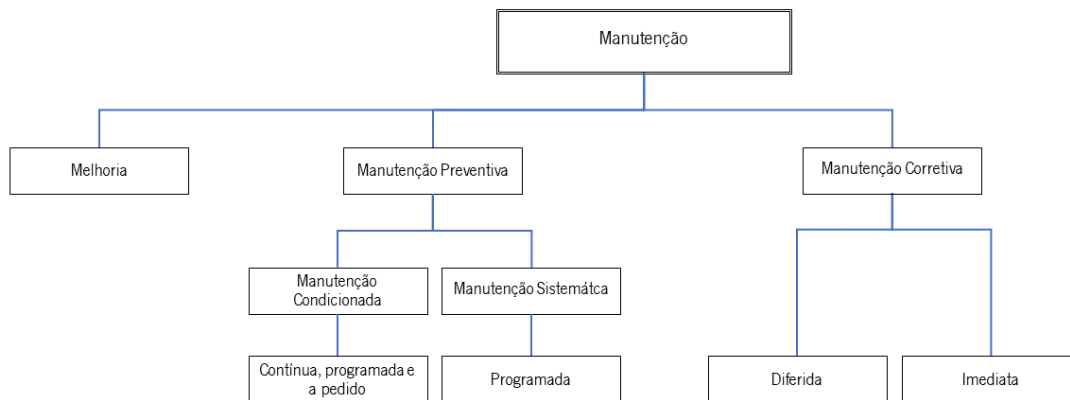 Manutenção
Melhoria
Manutenção Preventiva
Manutenção Corretiva
Manutenção
Condicionada
Manutenção Sistemátca
Contínua, programada e
a pedido
Programada
Diferida
Imediata